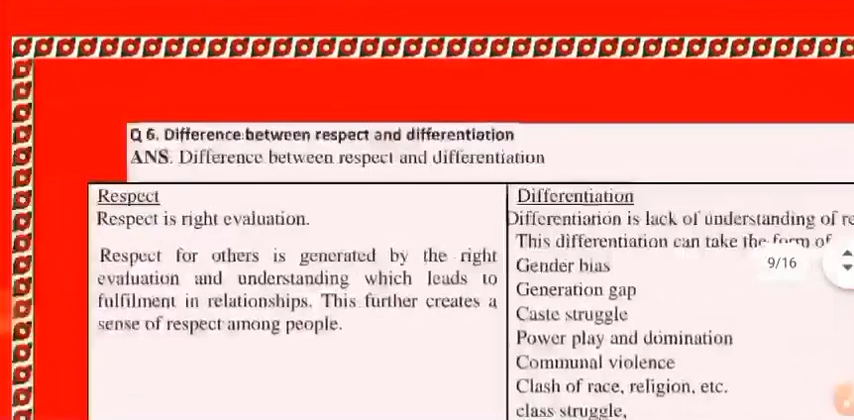 Q 6. Difference between respect and differentiation
ANS. Difference between respect and differentiation
Respect
Respect is right evaluation.
Respect for others is generated by the right
evaluation and understanding which leads to
fulfilment in relationships. This further creates a
sense of respect among people.
Differentiation
Differentiation is lack of understanding of re
This differentiation can take the form of
Gender bias
Generation gap
Caste struggle
Power play and domination
Communal violence
Clash of race, religion, etc.
class struggle,
9/16